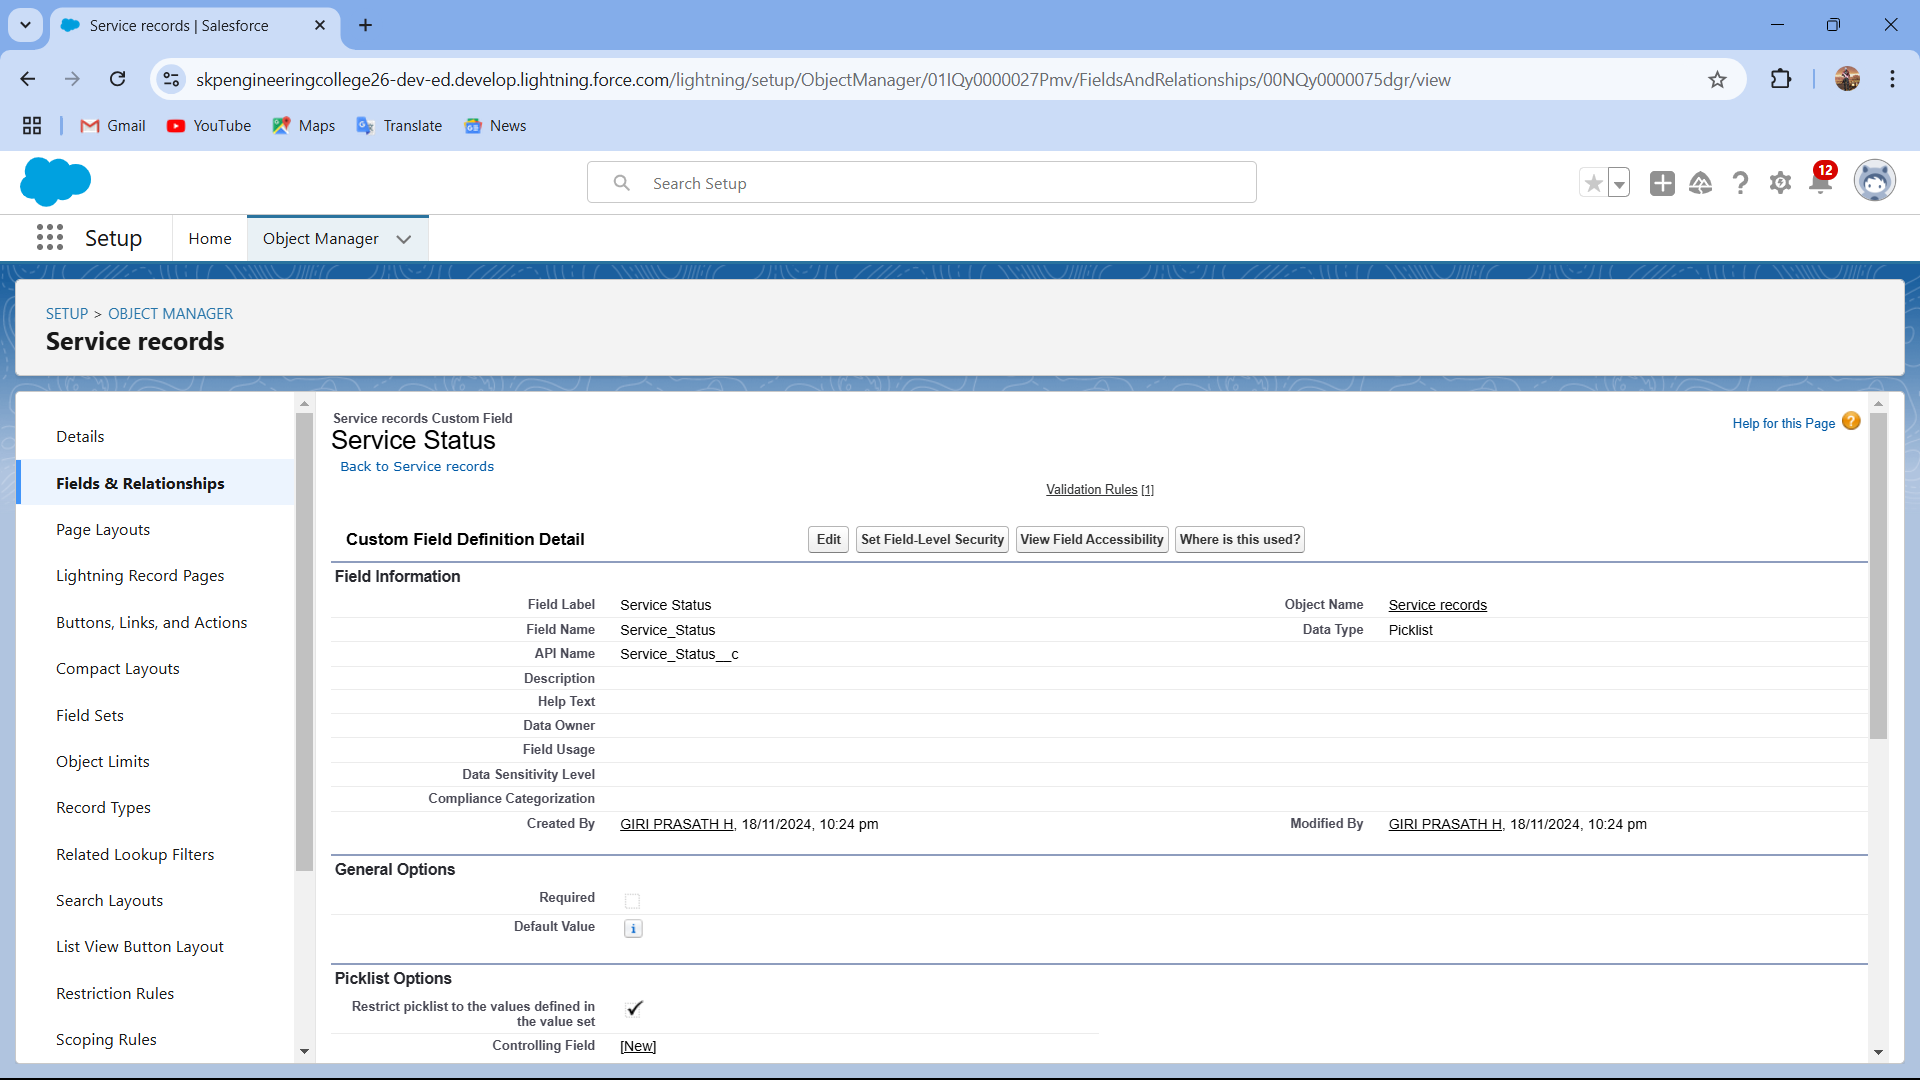 Service records | Salesforce
skpengineeringcollege26-dev-ed.develop.lightning.force.com/lightning/setup/ObjectManager/01IQy0000027Pmv/FieldsAndRelationships/00NQy0000075dgr/view
Gmail YouTube Maps Translate News
Search Setup
12
Setup Home Object Manager
SETUP > OBJECT MANAGER
Service records
Details
Fields & Relationships
Page Layouts
Lightning Record Pages
Buttons, Links, and Actions
Compact Layouts
Field Sets
Object Limits
Record Types
Related Lookup Filters
Search Layouts
List View Button Layout
Restriction Rules
Scoping Rules
Service records Custom Field
Service Status
Back to Service records
Help for this Page ?
Validation Rules [1]
Custom Field Definition Detail Edit Set Field-Level Security View Field Accessibility Where is this used?
Field Information
Field Label Service Status Object Name Service records
Field Name Service_Status Data Type Picklist
API Name Service_Status__c
Description
Help Text
Data Owner
Field Usage
Data Sensitivity Level
Compliance Categorization
Created By GIRI PRASATH H, 18/11/2024, 10:24 pm Modified By GIRI PRASATH H, 18/11/2024, 10:24 pm
General Options
Required
Default Value i
Picklist Options
Restrict picklist to the values defined in
the value set
Controlling Field [New]